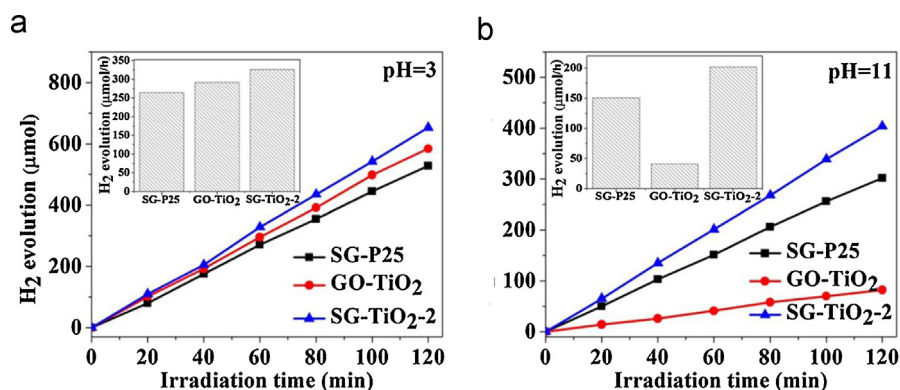 a
pH=3
H2 evolution (μmol)
800
600
400
200
0
0 20 40 60 80 100 120
Irradiation time (min)
SG-P25
GO-TiO2
SG-TiO2-2
H2 evolution (μmol/h)
350
300
250
200
150
100
50
0
SG-P25 GO-TiO2 SG-TiO2-2
b
pH=11
500
400
300
200
100
0
0 20 40 60 80 100 120
Irradiation time (min)
SG-P25
GO-TiO2
SG-TiO2-2
H2 evolution (μmol/h)
200
150
100
50
0
SG-P25 GO-TiO2 SG-TiO2-2